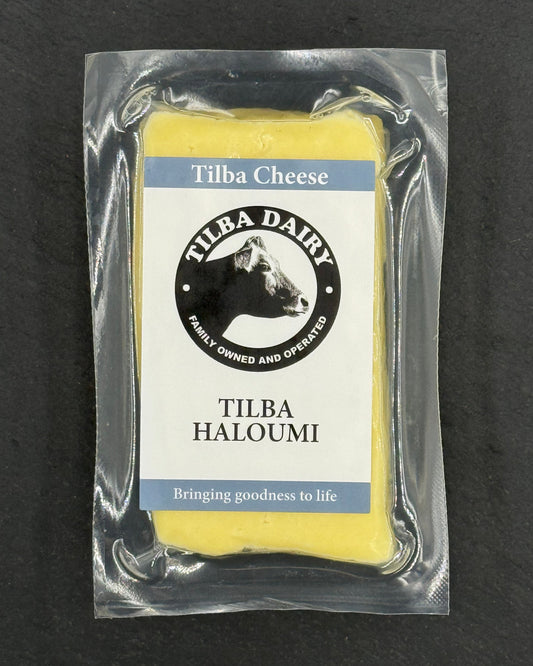 Tilba Cheese
TILBA DAIRY
FAMILY OWNED AND OPERATED
TILBA
HALOUMI
Bringing goodness to life